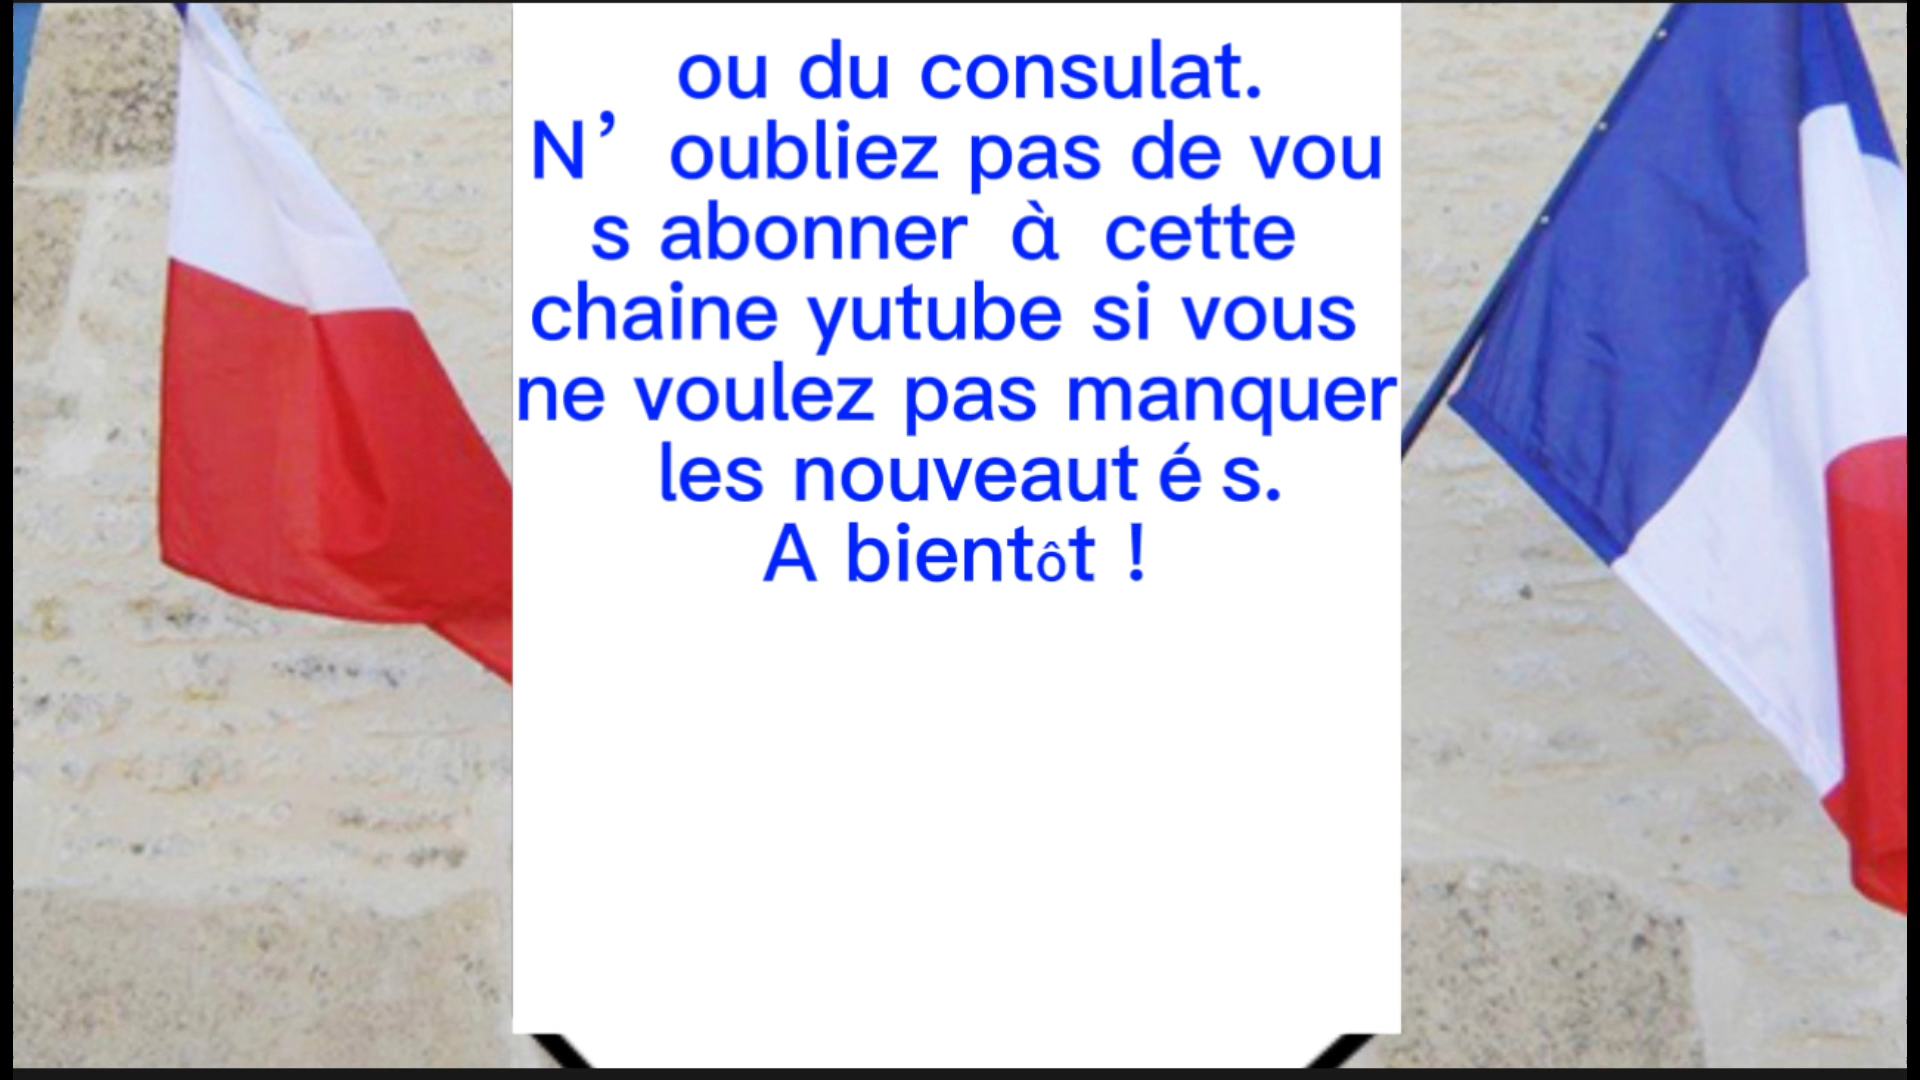 ou du consulat.
N’ oubliez pas de vou
s abonner à cette
chaine yutube si vous
ne voulez pas manquer
les nouveaut é s.
A bientôt !